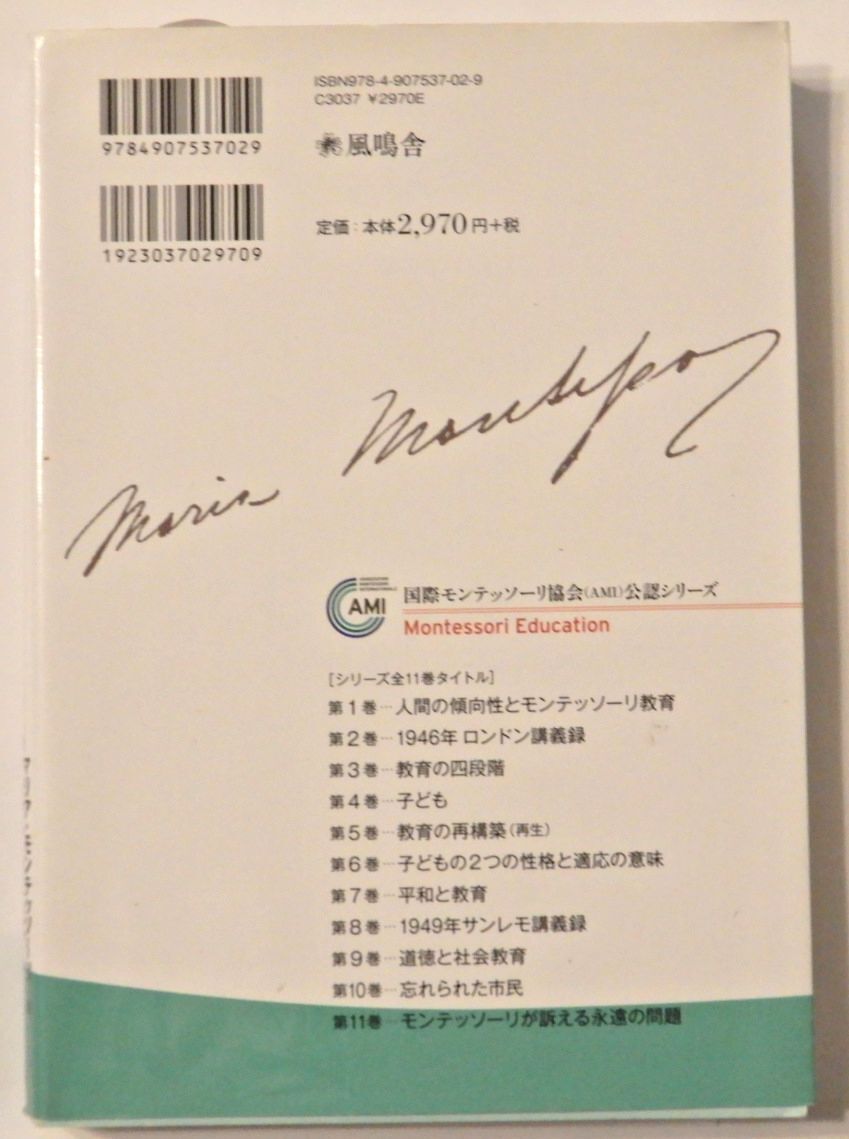 ISBN978-4-907537-02-9
C3037 ¥2970E
9784907537029
風鳴舎
1923037029709
定価:本体2,970円+税
Maria Montessori
AMI
国際モンテッソーリ協会(AMI)公認シリーズ
Montessori Education
[シリーズ全11巻タイトル]
第1巻…人間の傾向性とモンテッソーリ教育
第2巻…1946年 ロンドン講義録
第3巻…教育の四段階
第4巻…子ども
第5巻…教育の再構築(再生)
第6巻…子どもの2つの性格と適応の意味
第7巻…平和と教育
第8巻…1949年サンレモ講義録
第9巻…道徳と社会教育
第10巻…忘れられた市民
第11巻…モンテッソーリが訴える永遠の問題